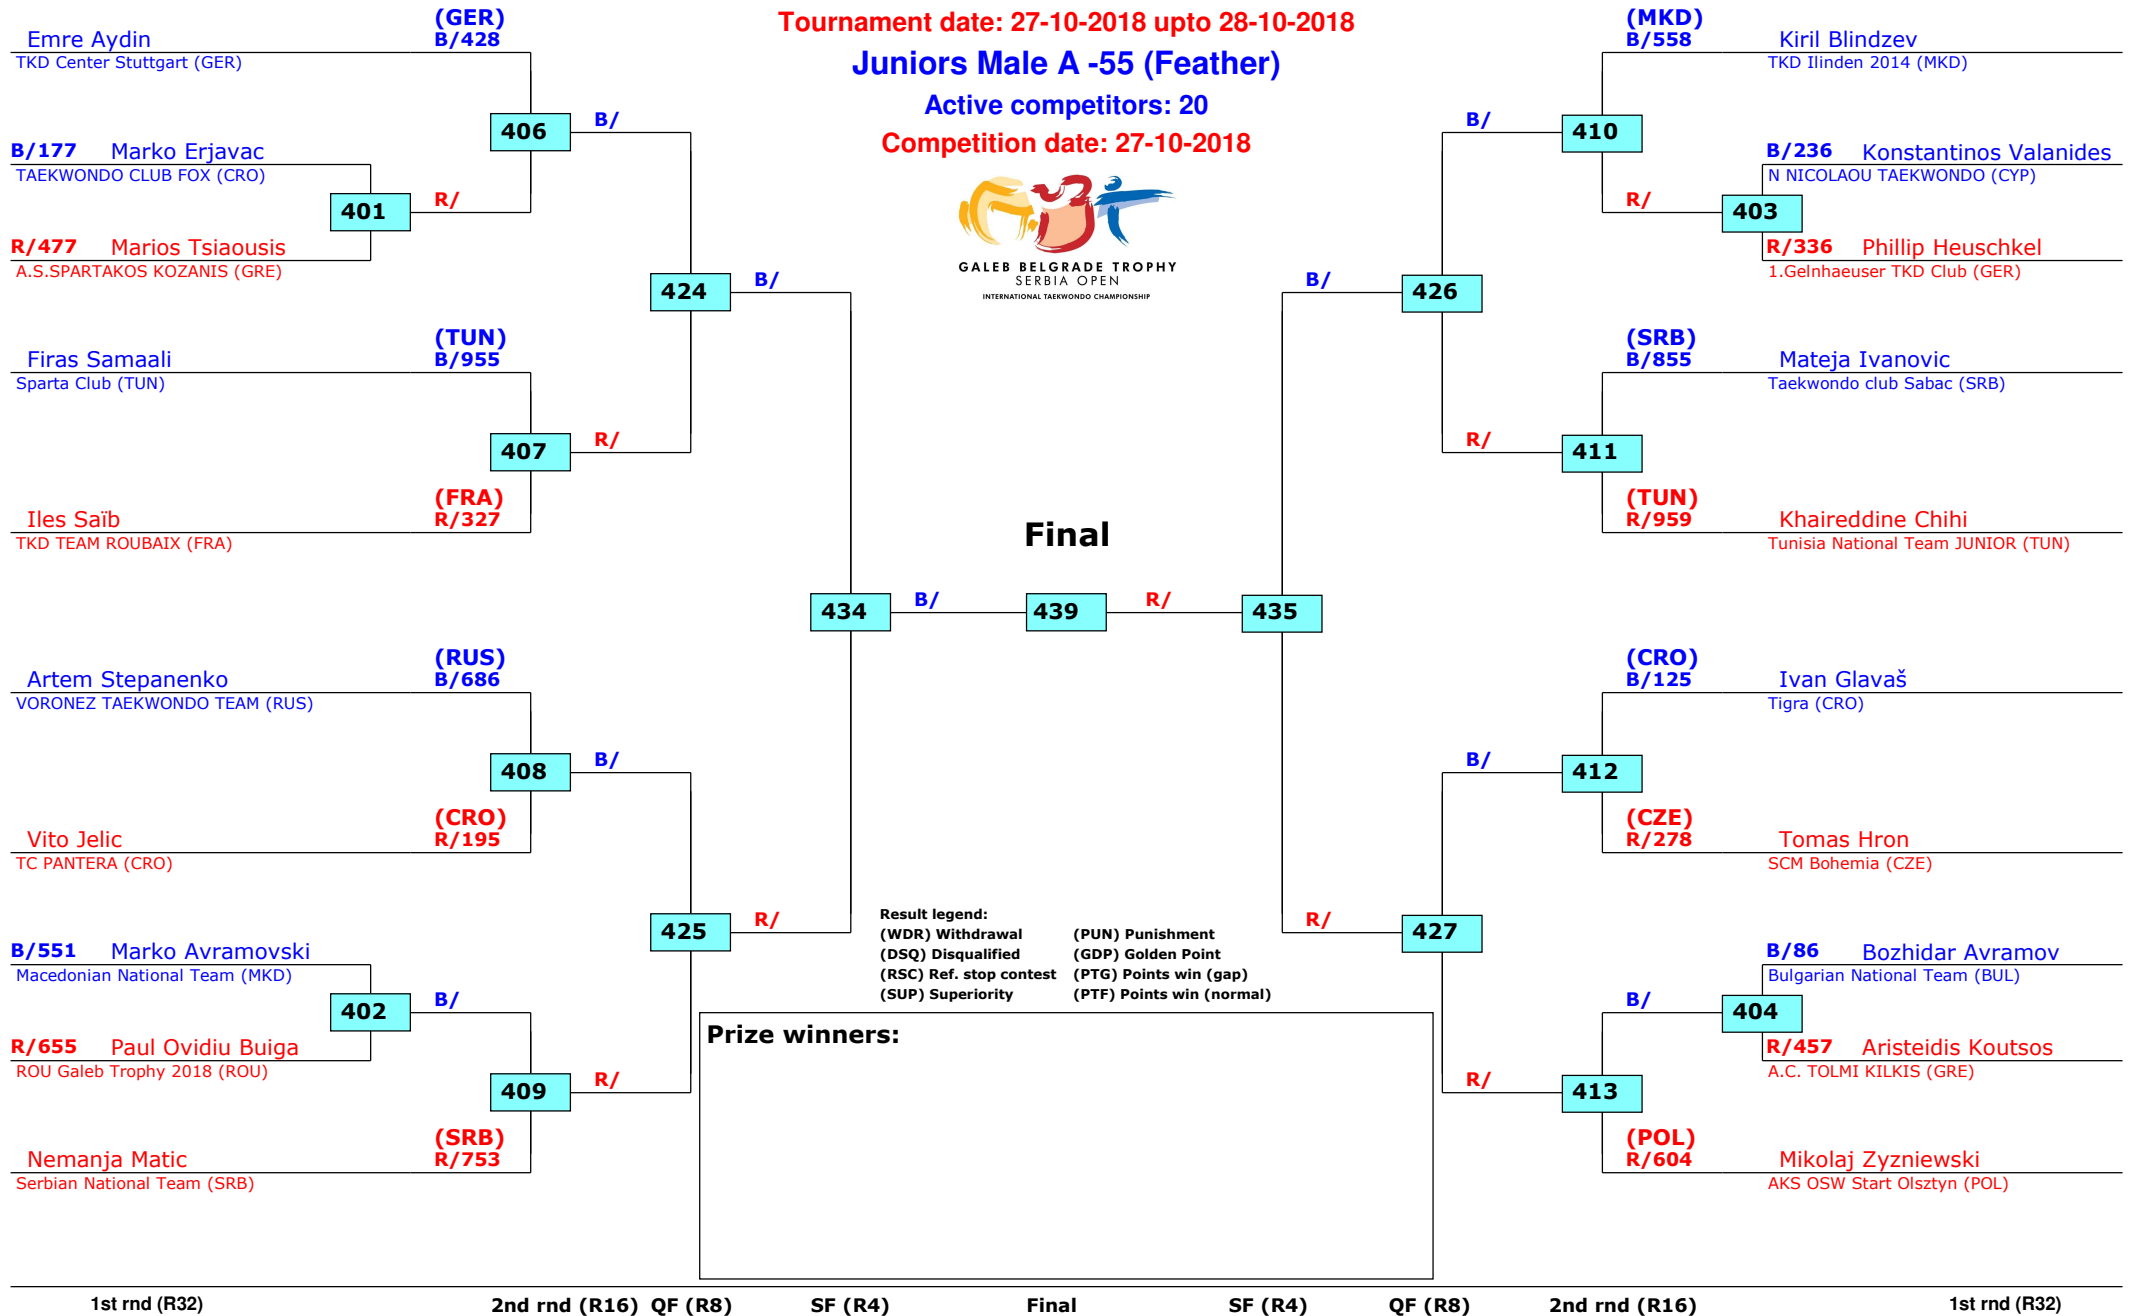 Tournament date: 27-10-2018 upto 28-10-2018
Juniors Male A -55 (Feather)
Active competitors: 20
Competition date: 27-10-2018
GALEB BELGRADE TROPHY
SERBIA OPEN
INTERNATIONAL TAEKWONDO CHAMPIONSHIP
(GER)
Emre Aydin B/428
TKD Center Stuttgart (GER)
406
B/
B/177 Marko Erjavac
TAEKWONDO CLUB FOX (CRO)
401
R/
R/477 Marios Tsiaousis
A.S.SPARTAKOS KOZANIS (GRE)
424
B/
(TUN)
Firas Samaali B/955
Sparta Club (TUN)
407
R/
(FRA)
Iles Saïb R/327
TKD TEAM ROUBAIX (FRA)
434
B/
(RUS)
Artem Stepanenko B/686
VORONEZ TAEKWONDO TEAM (RUS)
408
B/
(CRO)
Vito Jelic R/195
TC PANTERA (CRO)
425
R/
B/551 Marko Avramovski
Macedonian National Team (MKD)
402
B/
R/655 Paul Ovidiu Buiga
ROU Galeb Trophy 2018 (ROU)
409
R/
(SRB)
Nemanja Matic R/753
Serbian National Team (SRB)
Final
439
R/
435
(MKD)
B/558 Kiril Blindzev
TKD Ilinden 2014 (MKD)
B/
410
B/236 Konstantinos Valanides
N NICOLAOU TAEKWONDO (CYP)
R/
403
R/336 Phillip Heuschkel
1.Gelnhaeuser TKD Club (GER)
B/
426
(SRB)
B/855 Mateja Ivanovic
Taekwondo club Sabac (SRB)
R/
411
(TUN)
R/959 Khaireddine Chihi
Tunisia National Team JUNIOR (TUN)
(CRO)
B/125 Ivan Glavaš
Tigra (CRO)
B/
412
(CZE)
R/278 Tomas Hron
SCM Bohemia (CZE)
R/
427
B/86 Bozhidar Avramov
Bulgarian National Team (BUL)
B/
404
R/457 Aristeidis Koutsos
A.C. TOLMI KILKIS (GRE)
R/
413
(POL)
R/604 Mikolaj Zyzniewski
AKS OSW Start Olsztyn (POL)
Result legend:
(WDR) Withdrawal (PUN) Punishment
(DSQ) Disqualified (GDP) Golden Point
(RSC) Ref. stop contest (PTG) Points win (gap)
(SUP) Superiority (PTF) Points win (normal)
Prize winners:
1st rnd (R32) 2nd rnd (R16) QF (R8) SF (R4) Final SF (R4) QF (R8) 2nd rnd (R16) 1st rnd (R32)